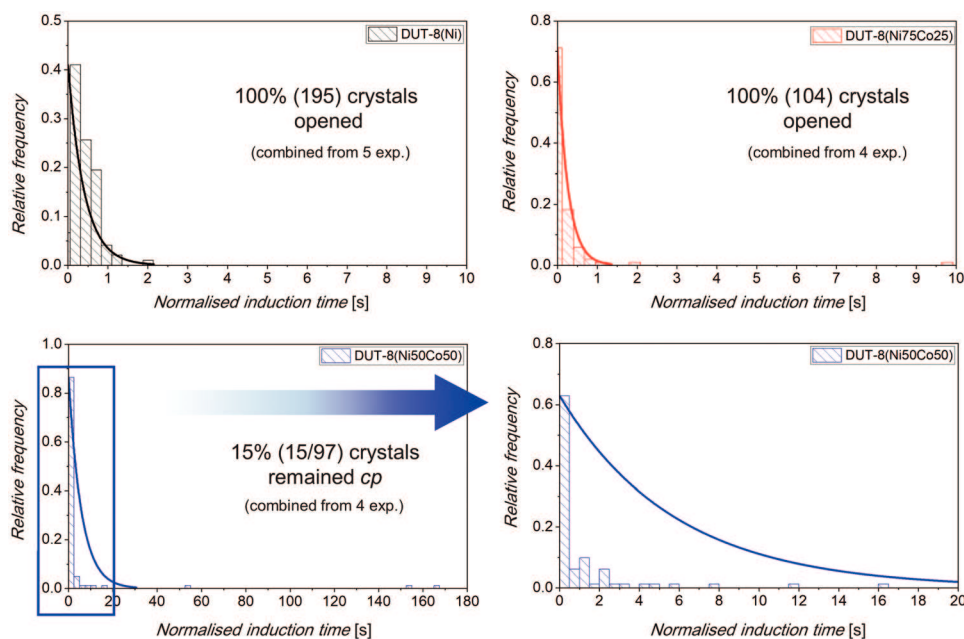 DUT-8(Ni)
100% (195) crystals
opened
(combined from 5 exp.)
Relative frequency
0.5
0.4
0.3
0.2
0.1
0.0
0 1 2 3 4 5 6 7 8 9 10
Normalised induction time [s]
DUT-8(Ni75Co25)
100% (104) crystals
opened
(combined from 4 exp.)
Relative frequency
0.8
0.6
0.4
0.2
0.0
0 1 2 3 4 5 6 7 8 9 10
Normalised induction time [s]
DUT-8(Ni50Co50)
15% (15/97) crystals
remained cp
(combined from 4 exp.)
Relative frequency
1.0
0.8
0.6
0.4
0.2
0.0
0 20 40 60 80 100 120 140 160 180
Normalised induction time [s]
DUT-8(Ni50Co50)
Relative frequency
0.8
0.6
0.4
0.2
0.0
0 2 4 6 8 10 12 14 16 18 20
Normalised induction time [s]